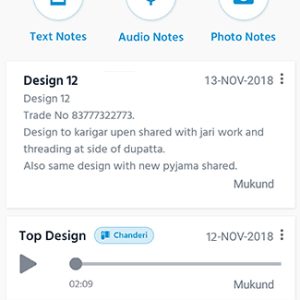 Text Notes Audio Notes Photo Notes
Design 12 13-NOV-2018
Design 12
Trade No 83777322773.
Design to karigar upen shared with jari work and
threading at side of dupatta.
Also same design with new pyjama shared.
Mukund
Top Design Chanderi 12-NOV-2018
02:09 Mukund